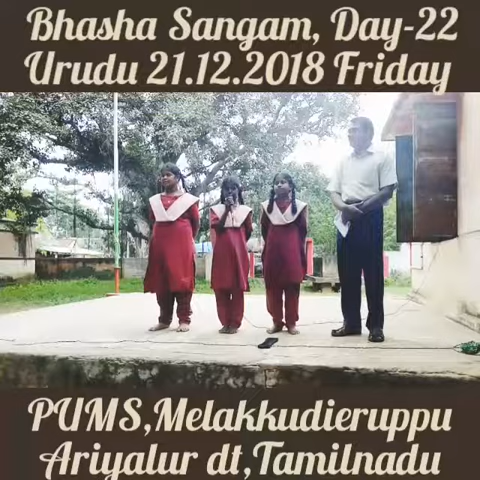 Bhasha Sangam, Day-22
Urudu 21.12.2018 Friday
PUMS,Melakkudieruppu
Ariyalur dt,Tamilnadu